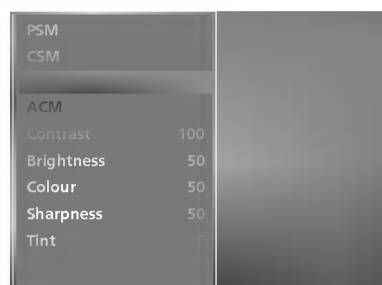 PSM
CSM
ACM
Contrast 100
Brightness 50
Colour 50
Sharpness 50
Tint